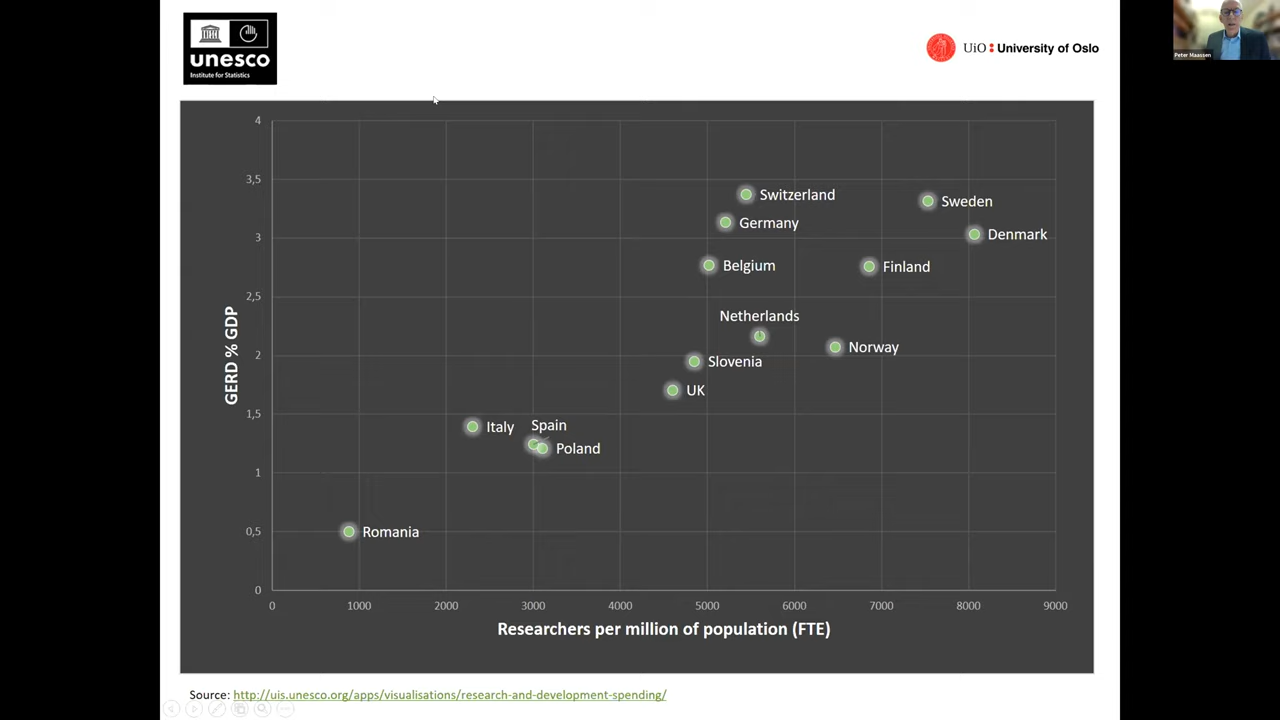 unesco
Institute for Statistics
UiO : University of Oslo
Peter Maassen
GERD % GDP
4
3,5
3
2,5
2
1,5
1
0,5
0
Switzerland
Sweden
Germany
Denmark
Belgium
Finland
Netherlands
Norway
Slovenia
UK
Italy
Spain
Poland
Romania
0 1000 2000 3000 4000 5000 6000 7000 8000 9000
Researchers per million of population (FTE)
Source: http://uis.unesco.org/apps/visualisations/research-and-development-spending/